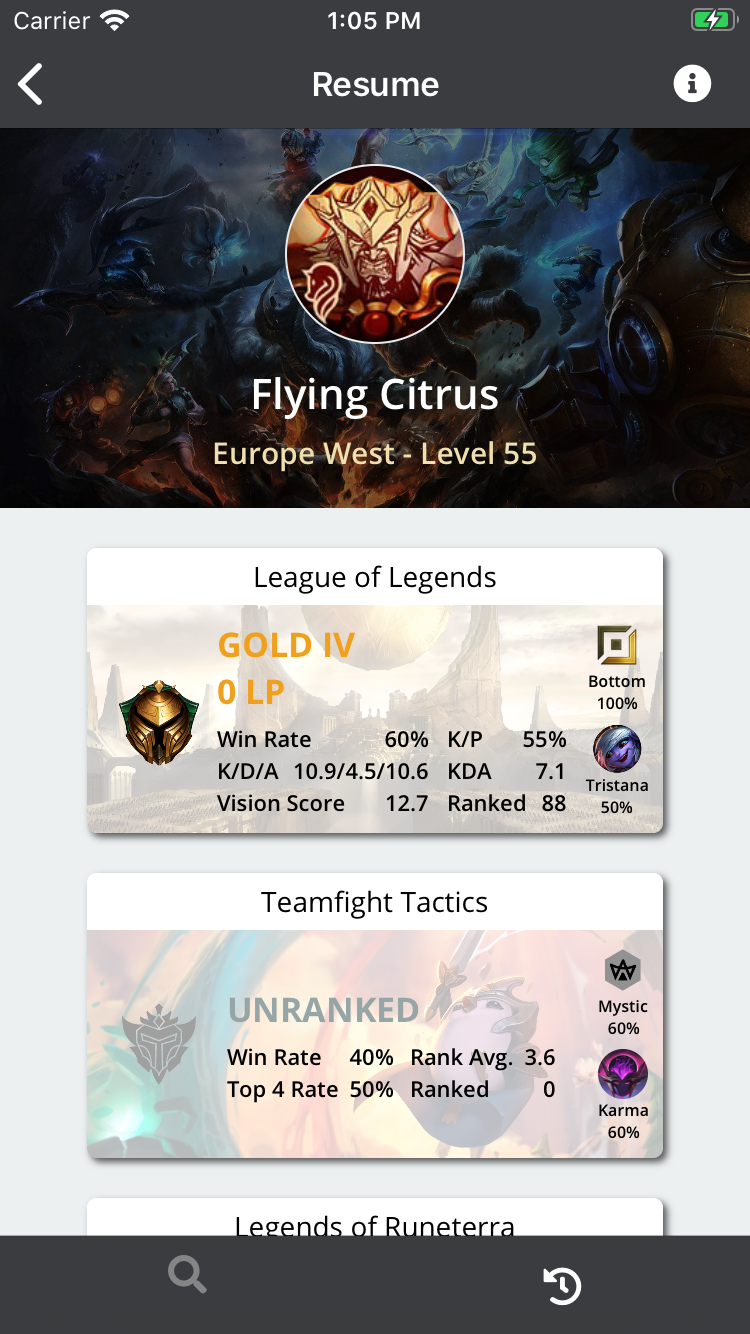 Carrier 1:05 PM
Resume
Flying Citrus
Europe West - Level 55
League of Legends
GOLD IV
0 LP
Win Rate 60% K/P 55%
K/D/A 10.9/4.5/10.6 KDA 7.1
Vision Score 12.7 Ranked 88
Bottom
100%
Tristana
50%
Teamfight Tactics
UNRANKED
Win Rate 40% Rank Avg. 3.6
Top 4 Rate 50% Ranked 0
Mystic
60%
Karma
60%
Legends of Runeterra